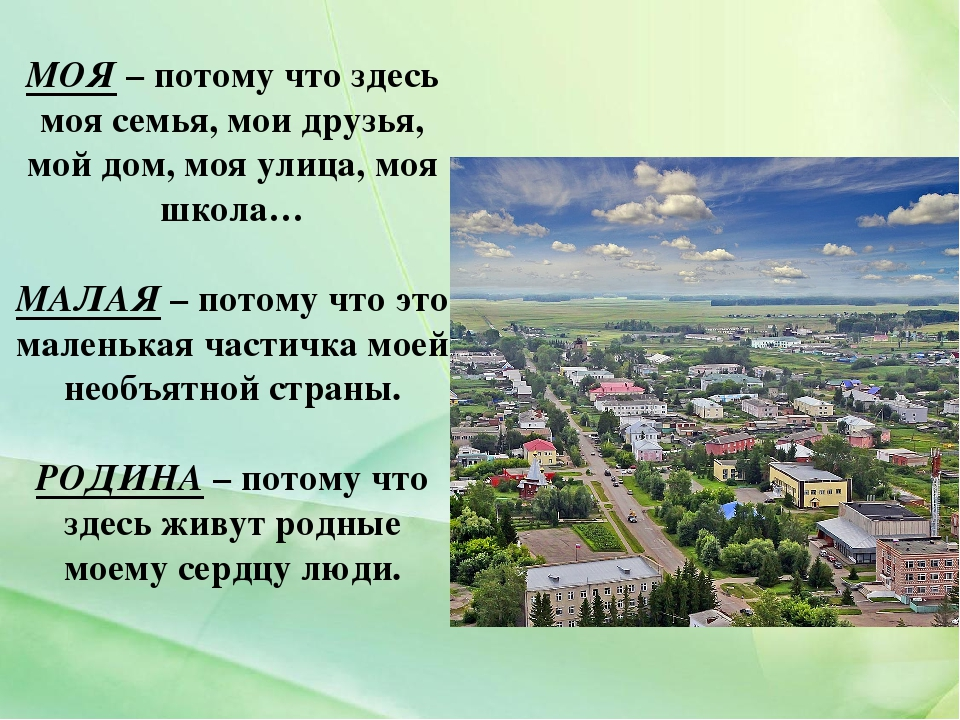 МОЯ – потому что здесь
моя семья, мои друзья,
мой дом, моя улица, моя
школа…
МАЛАЯ – потому что это
маленькая частичка моей
необъятной страны.
РОДИНА – потому что
здесь живут родные
моему сердцу люди.